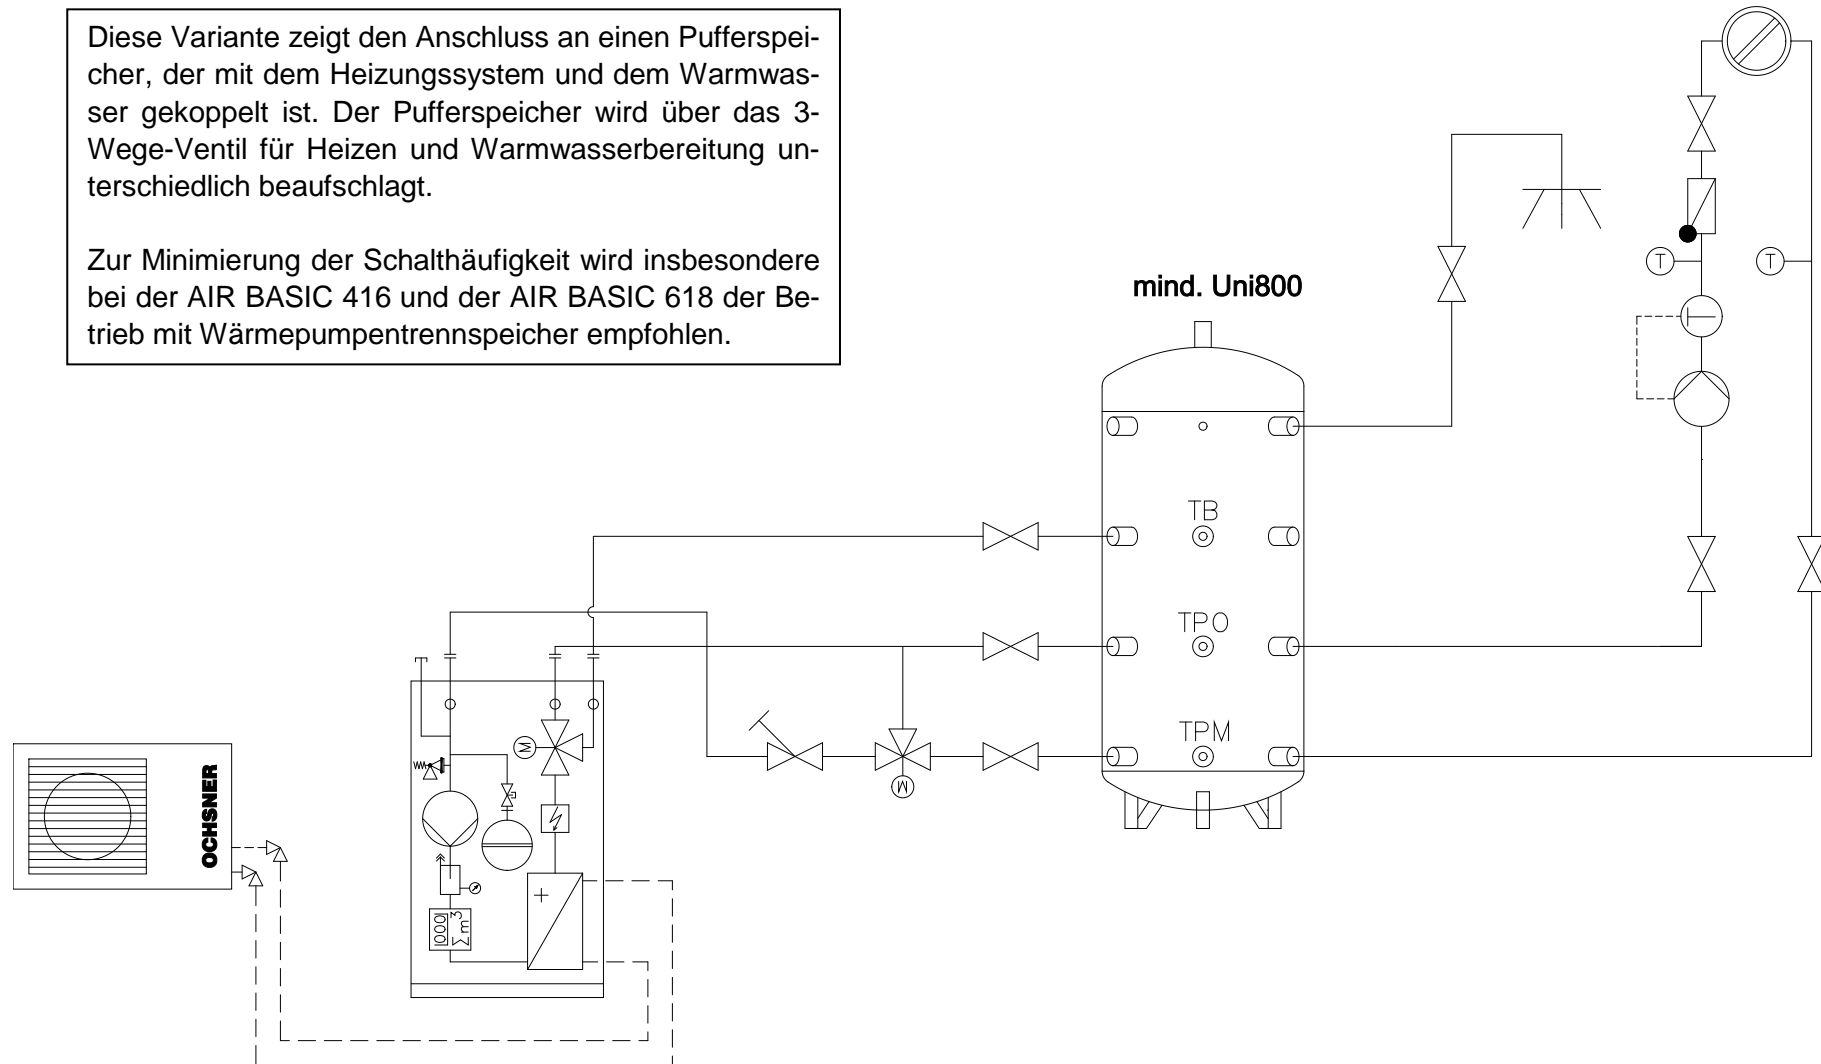 Diese Variante zeigt den Anschluss an einen Pufferspei-
cher, der mit dem Heizungssystem und dem Warmwas-
ser gekoppelt ist. Der Pufferspeicher wird über das 3-
Wege-Ventil für Heizen und Warmwasserbereitung un-
terschiedlich beaufschlagt.
Zur Minimierung der Schalthäufigkeit wird insbesondere
bei der AIR BASIC 416 und der AIR BASIC 618 der Be-
trieb mit Wärmepumpentrennspeicher empfohlen.
mind. Uni800
T
T
TB
TPO
TPM
M
M
OCHSNER
+
000
Σm³